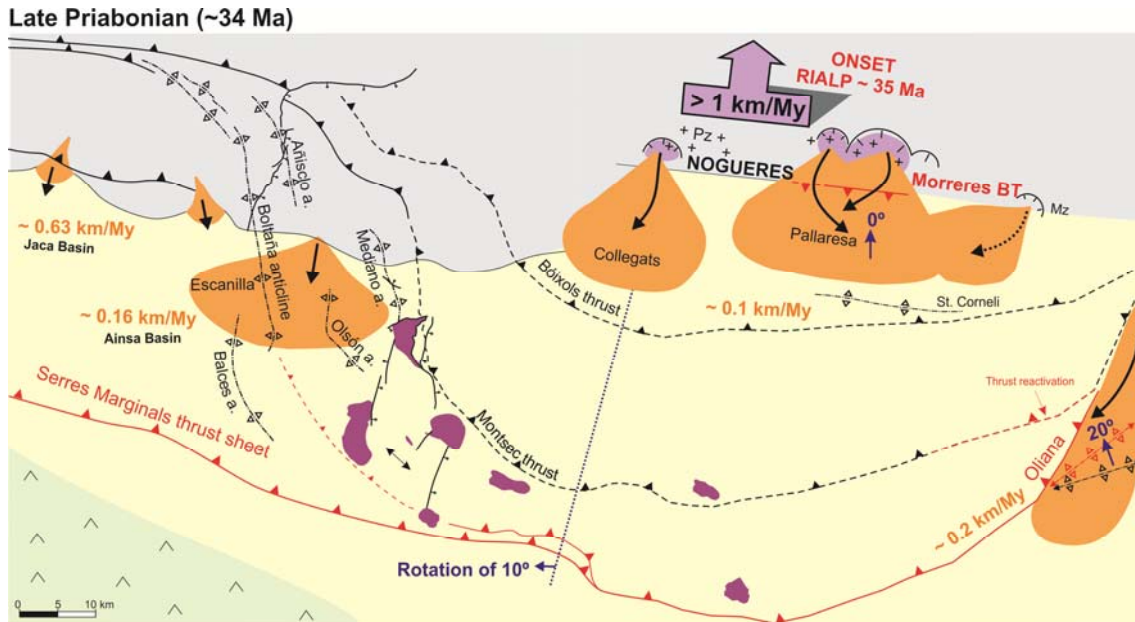 Late Priabonian (~34 Ma)
ONSET
RIALP ~ 35 Ma
> 1 km/My
+ Pz +
NOGUERES
Morreres BT
Mz
Añisclo a.
Boltaña anticline
Mediano a.
~ 0.63 km/My
Jaca Basin
Escanilla
Collegats
Pallaresa
0º
Bóixols thrust
~ 0.1 km/My
St. Corneli
~ 0.16 km/My
Ainsa Basin
Olsón a.
Balces a.
Serres Marginals thrust sheet
Montsec thrust
Thrust reactivation
Oliana
20º
~ 0.2 km/My
Rotation of 10º
0 5 10 km